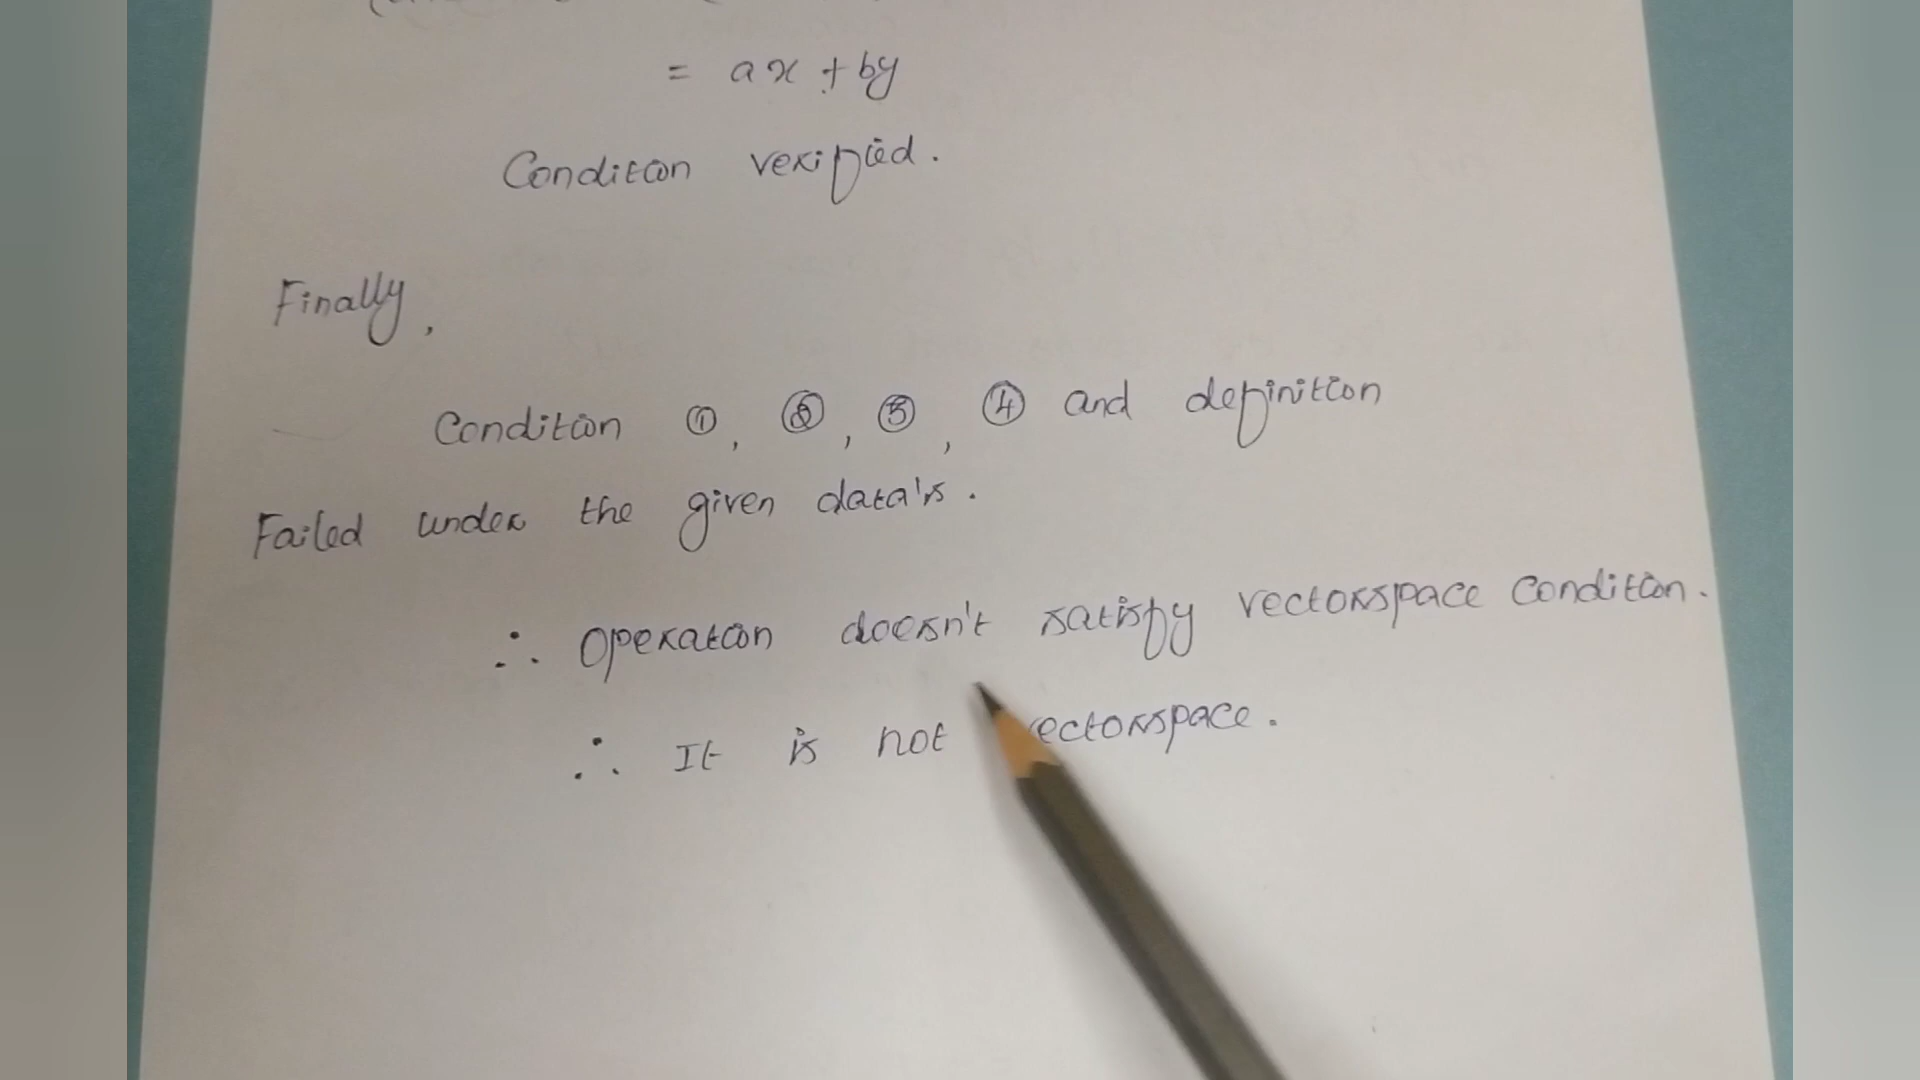 = ax + by
Condition verified.
Finally,
Condition ①, , ③, ④ and definition
Failed under the given data's.
∴ Operation doesn't satisfy vectorspace Condition.
∴ It is not vectorspace.